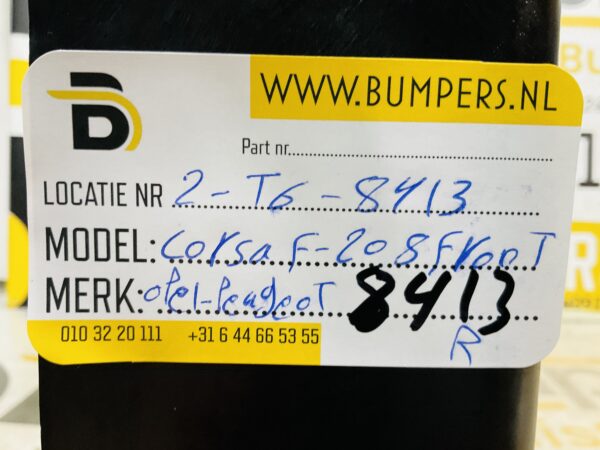 WWW.BUMPERS.NL
B
Part nr.
LOCATIE NR 2-T6-8413
MODEL: Corsa F-208 Front
MERK: opel-Peugeot 8413
R
010 32 20 111 +31 6 44 66 53 55